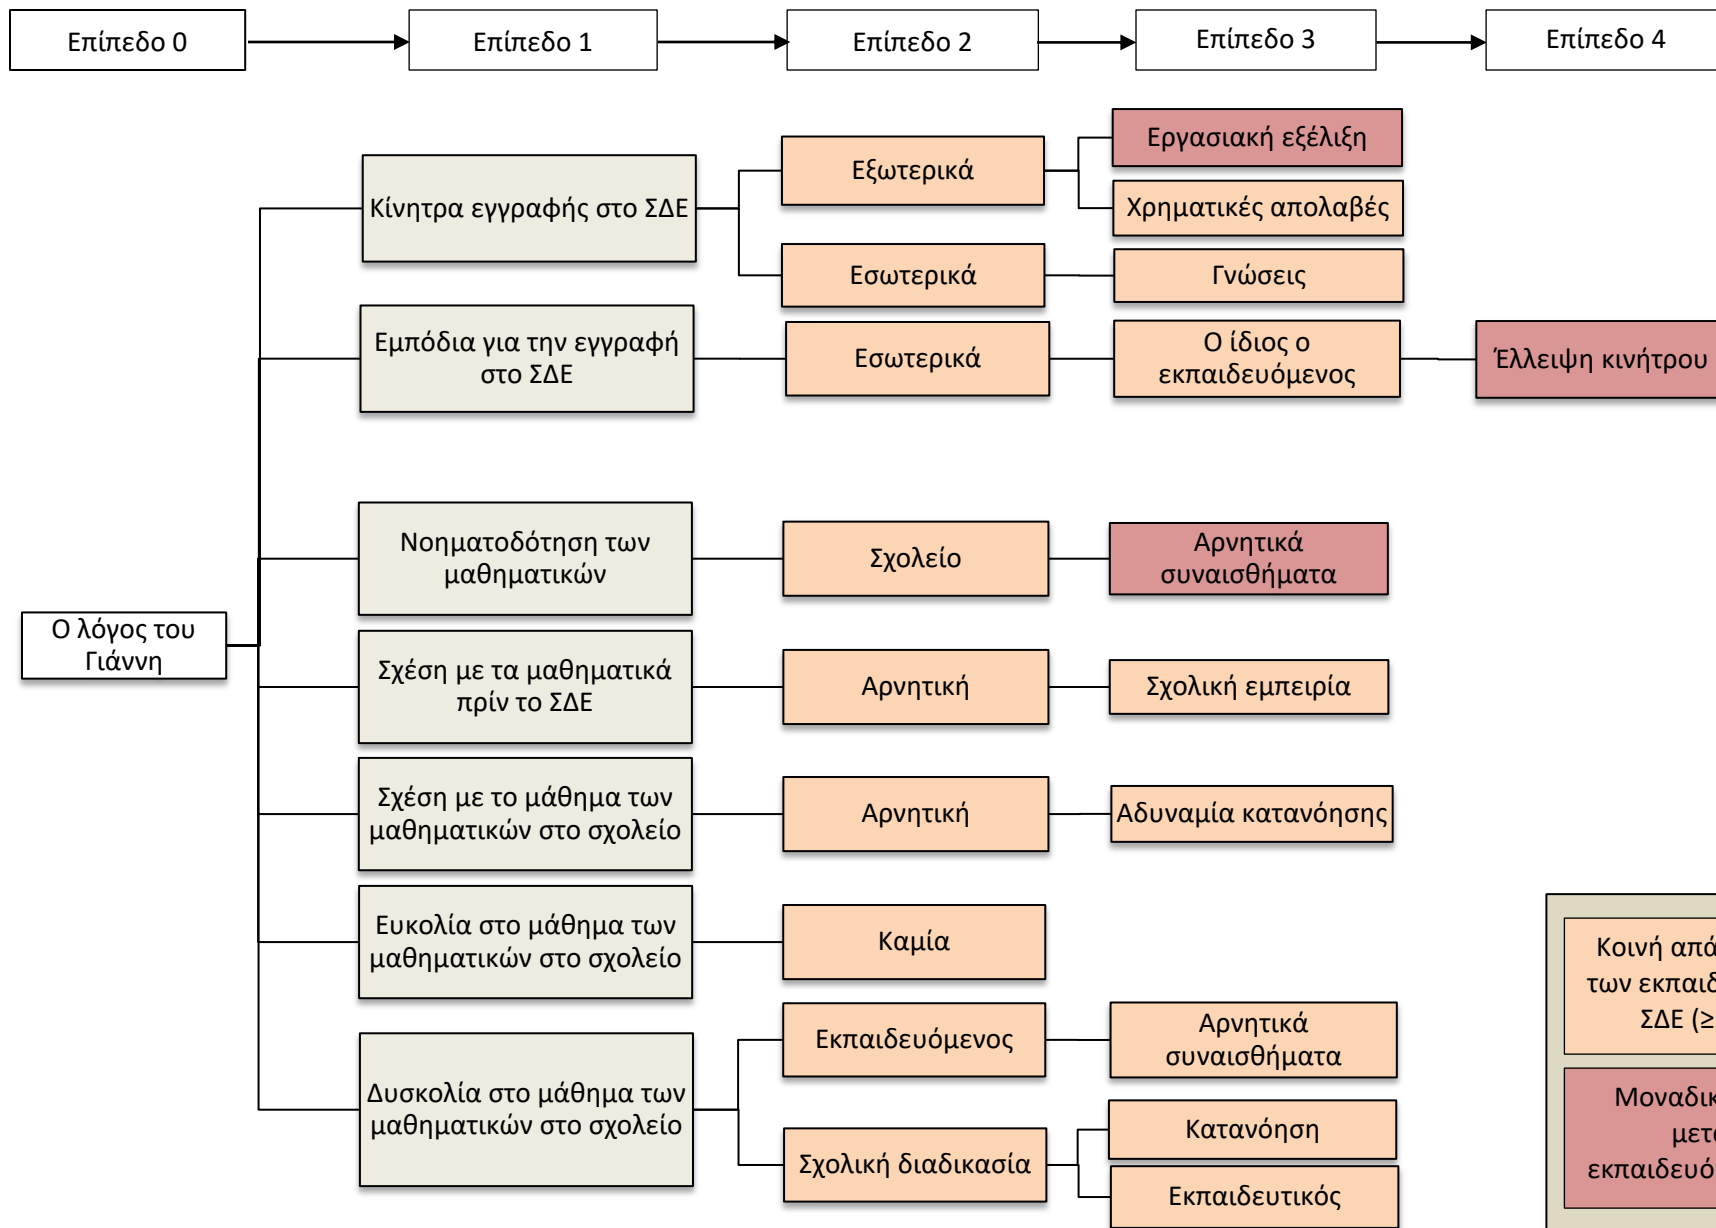 Επίπεδο 0
Επίπεδο 1
Επίπεδο 2
Επίπεδο 3
Επίπεδο 4
Ο λόγος του
Γιάννη
Κίνητρα εγγραφής στο ΣΔΕ
Εξωτερικά
Εργασιακή εξέλιξη
Χρηματικές απολαβές
Εσωτερικά
Γνώσεις
Εμπόδια για την εγγραφή
στο ΣΔΕ
Εσωτερικά
Ο ίδιος ο
εκπαιδευόμενος
Έλλειψη κινήτρου
Νοηματοδότηση των
μαθηματικών
Σχολείο
Αρνητικά
συναισθήματα
Σχέση με τα μαθηματικά
πρίν το ΣΔΕ
Αρνητική
Σχολική εμπειρία
Σχέση με το μάθημα των
μαθηματικών στο σχολείο
Αρνητική
Αδυναμία κατανόησης
Ευκολία στο μάθημα των
μαθηματικών στο σχολείο
Καμία
Δυσκολία στο μάθημα των
μαθηματικών στο σχολείο
Εκπαιδευόμενος
Αρνητικά
συναισθήματα
Σχολική διαδικασία
Κατανόηση
Εκπαιδευτικός
Κοινή
των
ΣΔΕ (≥